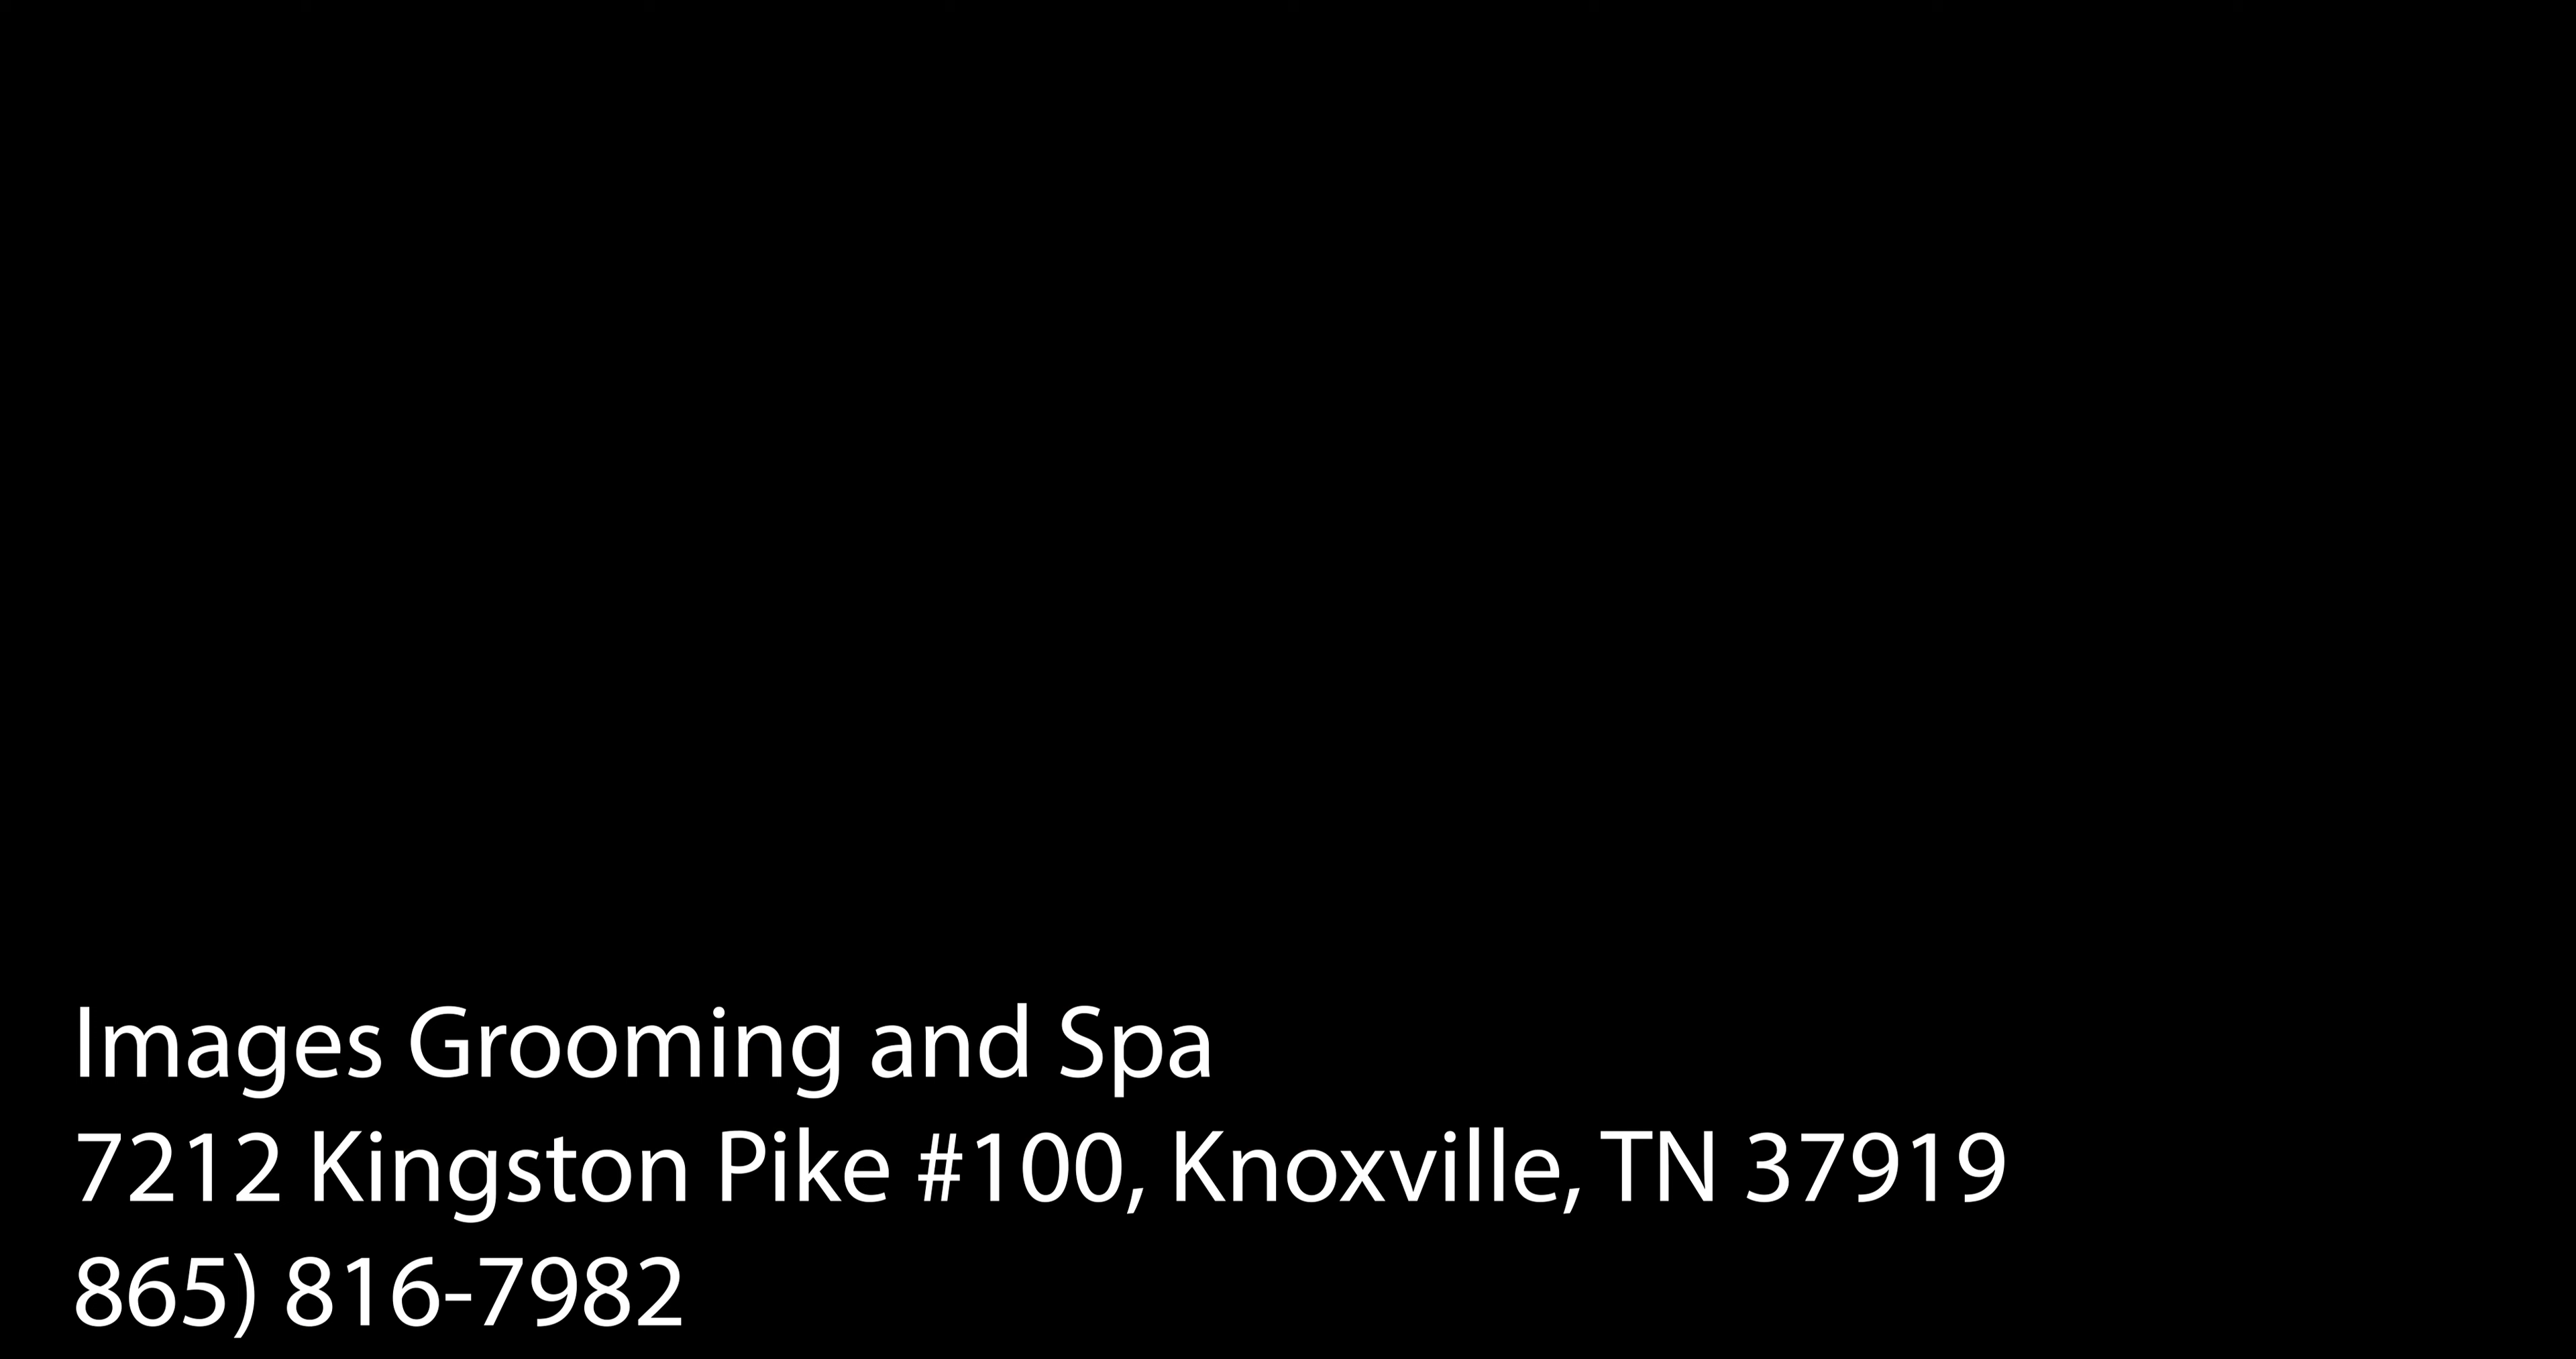 Images Grooming and Spa
7212 Kingston Pike #100, Knoxville, TN 37919
865) 816-7982